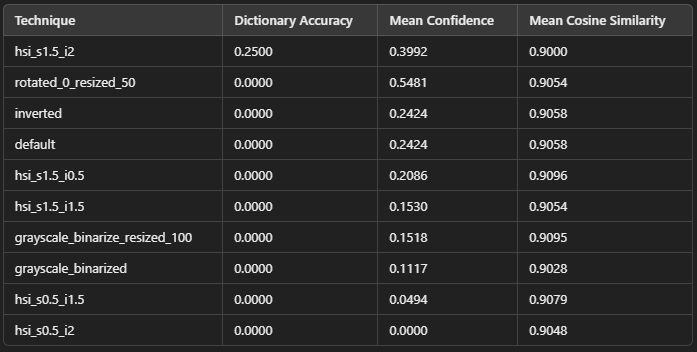 Technique Dictionary Accuracy Mean Confidence Mean Cosine Similarity
hsi_s1.5_i2 0.2500 0.3992 0.9000
rotated_0_resized_50 0.0000 0.5481 0.9054
inverted 0.0000 0.2424 0.9058
default 0.0000 0.2424 0.9058
hsi_s1.5_i0.5 0.0000 0.2086 0.9096
hsi_s1.5_i1.5 0.0000 0.1530 0.9054
grayscale_binarize_resized_100 0.0000 0.1518 0.9095
grayscale_binarized 0.0000 0.1117 0.9028
hsi_s0.5_i1.5 0.0000 0.0494 0.9079
hsi_s0.5_i2 0.0000 0.0000 0.9048